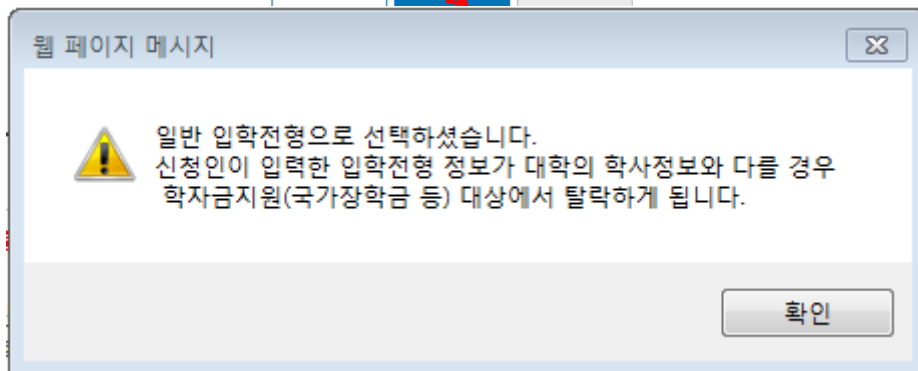 웹 페이지 메시지
일반 입학전형으로 선택하셨습니다.
신청인이 입력한 입학전형 정보가 대학의 학사정보와 다를 경우
학자금지원(국가장학금 등) 대상에서 탈락하게 됩니다.
확인